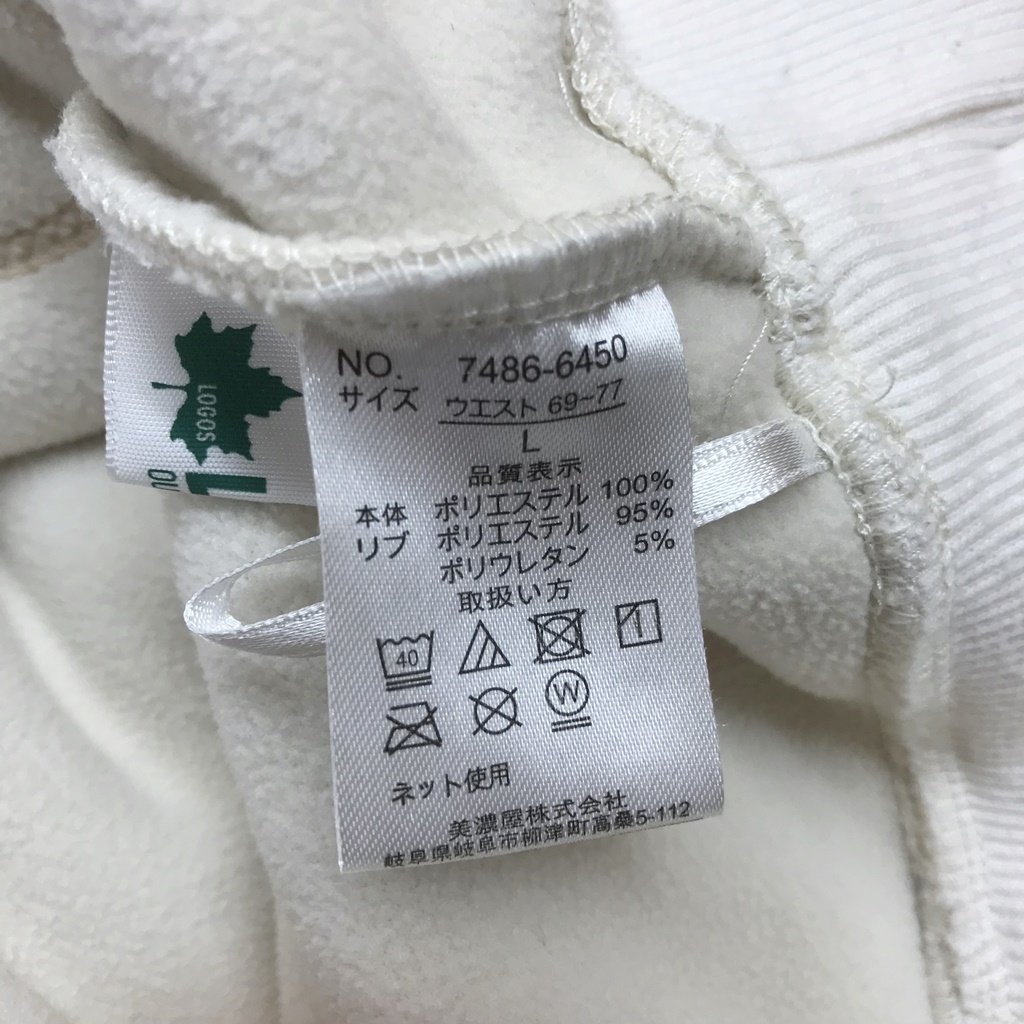 LOGOS
L
NO. 7486-6450
サイズ ウエスト 69~77
L
品質表示
本体 ポリエステル 100%
リブ ポリエステル 95%
ポリウレタン 5%
取扱い方
40
W
ネット使用
美濃屋株式会社
岐阜県岐阜市柳津町高桑5-112